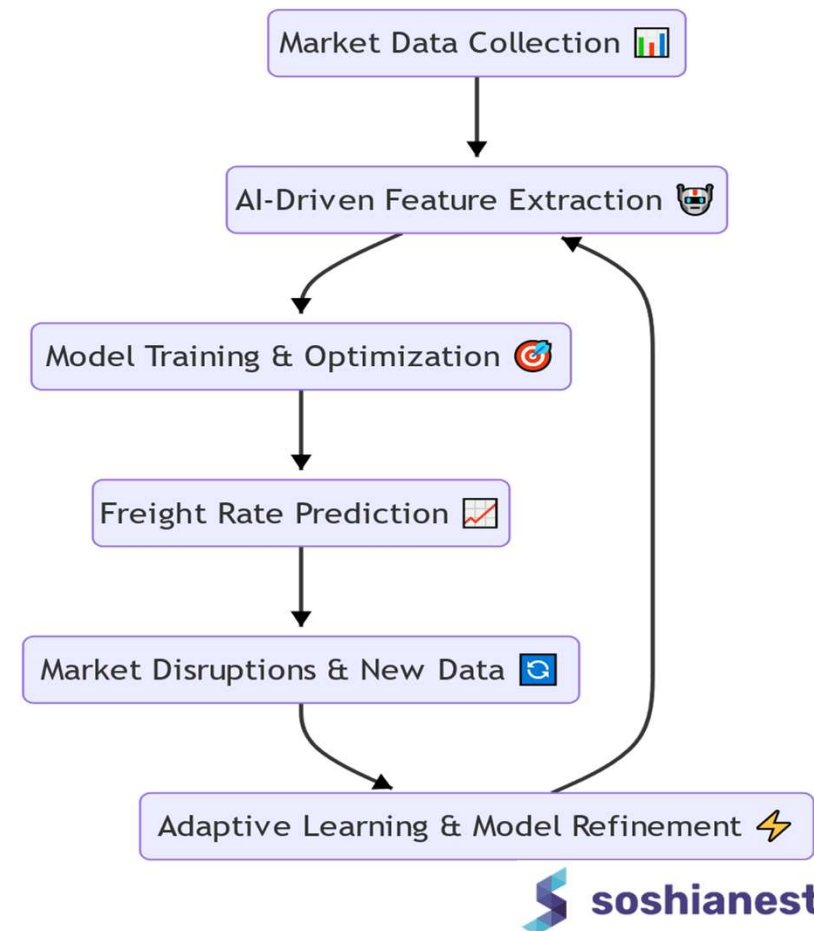 Market Data Collection
AI-Driven Feature Extraction
Model Training & Optimization
Freight Rate Prediction
Market Disruptions & New Data
Adaptive Learning & Model Refinement
soshianest